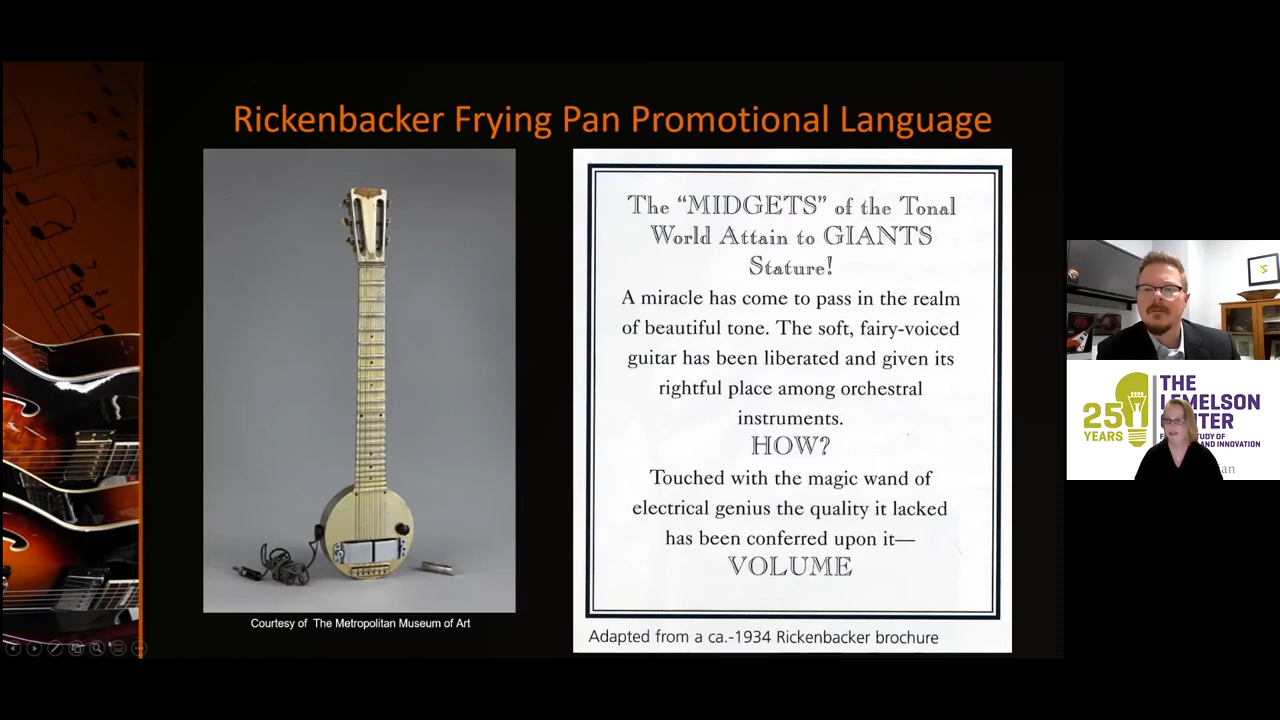 Rickenbacker Frying Pan Promotional Language
The “MIDGETS” of the Tonal
World Attain to GIANTS
Stature!
A miracle has come to pass in the realm
of beautiful tone. The soft, fairy-voiced
guitar has been liberated and given its
rightful place among orchestral
instruments.
HOW?
Touched with the magic wand of
electrical genius the quality it lacked
has been conferred upon it—
VOLUME
Adapted from a ca.-1934 Rickenbacker brochure
Courtesy of The Metropolitan Museum of Art
25
YEARS
THE
LEMELSON